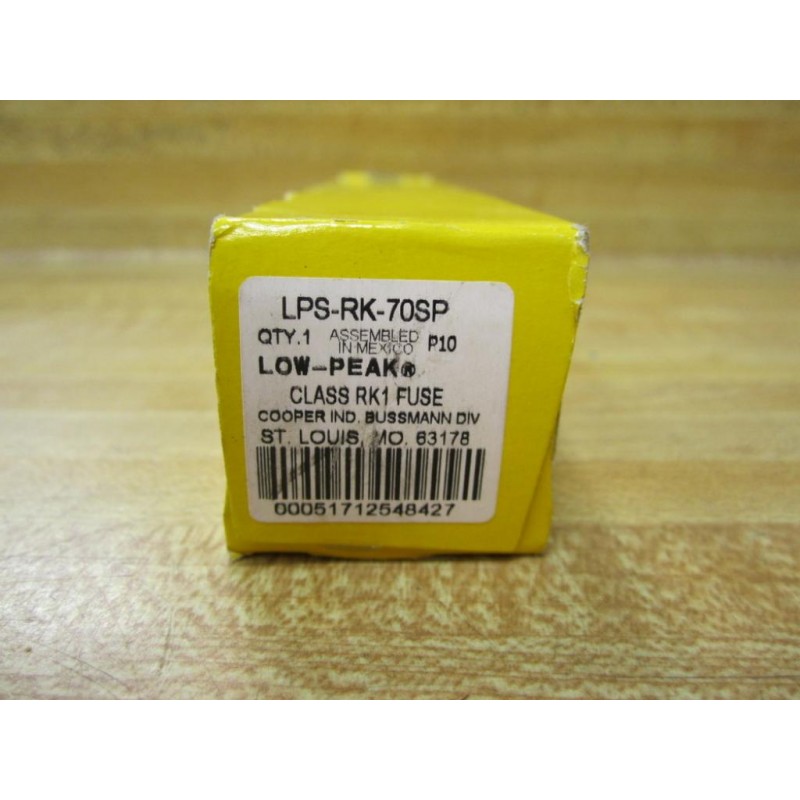 LPS-RK-70SP
QTY.1 ASSEMBLED IN MEXICO P10
LOW-PEAK®
CLASS RK1 FUSE
COOPER IND. BUSSMANN DIV
ST. LOUIS, MO. 63178
00051712548427